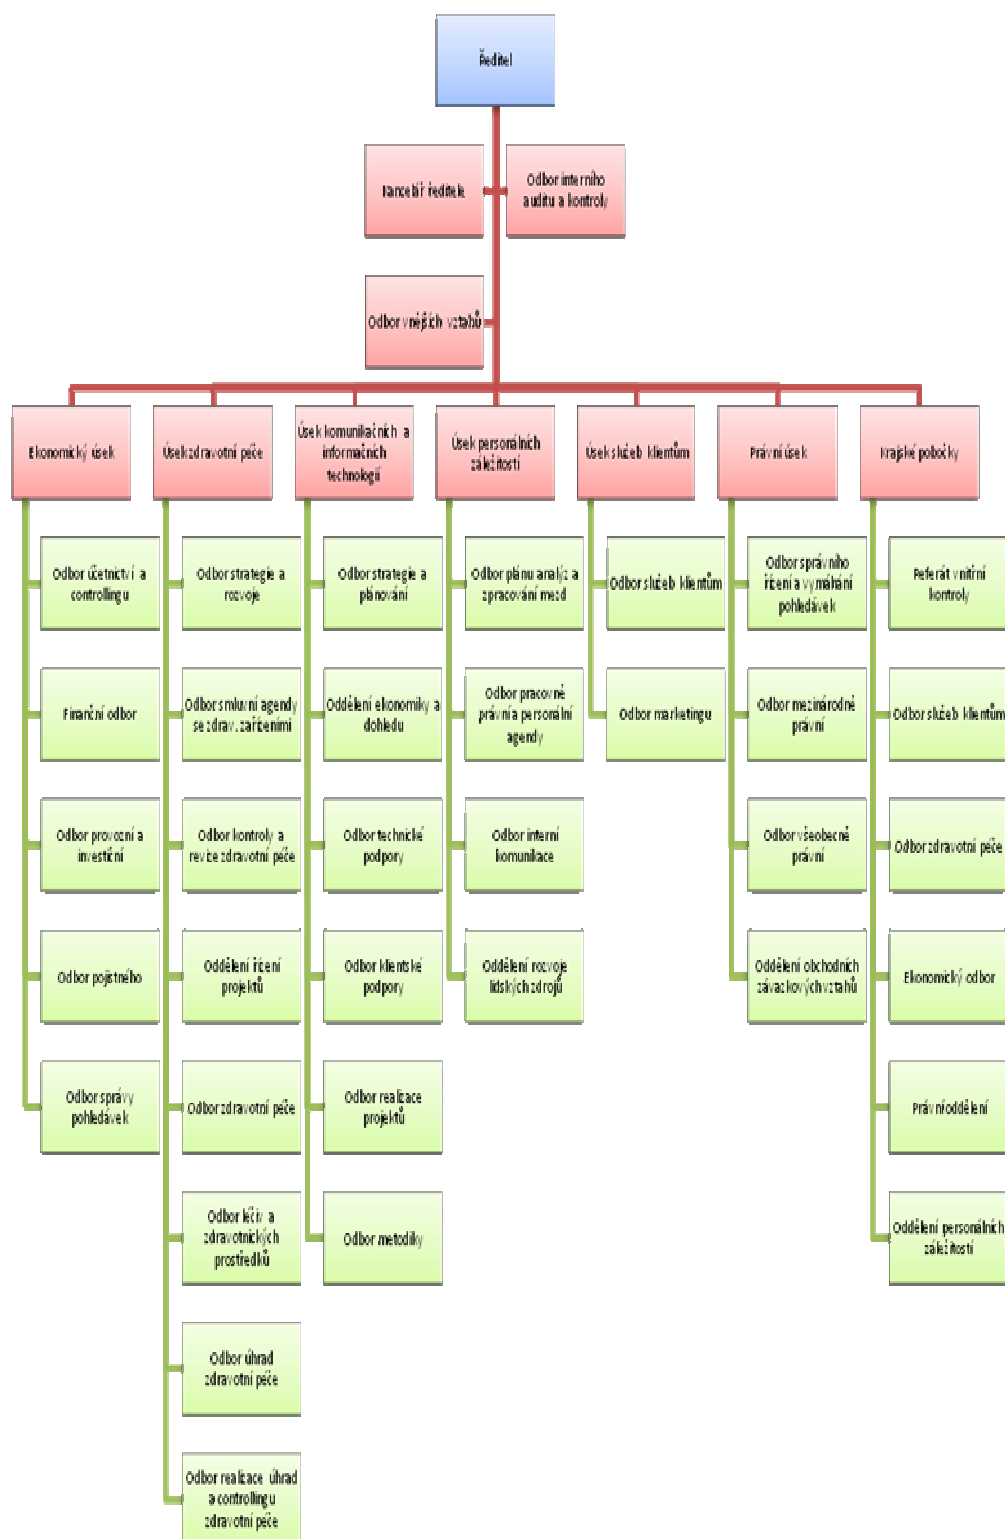 Ředitel
Kancelář ředitele
Odbor interního
auditu a kontroly
Odbor vnějších vztahů
Ekonomický úsek
Úsek zdravotní péče
Úsek komunikačních a
informačních
technologií
Úsek personálních
záležitostí
Úsek služeb klientům
Právní úsek
Krajské pobočky
Odbor účetnictví a
controllingu
Finanční odbor
Odbor provozní a
investiční
Odbor pojistného
Odbor správy
pohledávek
Odbor strategie a
rozvoje
Odbor smluvní agendy
se zdrav. zařízeními
Odbor kontroly a
revize zdravotní péče
Oddělení řízení
projektů
Odbor zdravotní péče
Odbor léčiv a
zdravotnických
prostředků
Odbor úhrad
zdravotní péče
Odbor realizace úhrad
a controllingu
zdravotní péče
Odbor strategie a
plánování
Oddělení ekonomiky a
dohledu
Odbor technické
podpory
Odbor klientské
podpory
Odbor realizace
projektů
Odbor metodiky
Odbor plánu analýz a
zpracování mezd
Odbor pracovně
právní a personální
agendy
Odbor interní
komunikace
Oddělení rozvoje
lidských zdrojů
Odbor služeb klientům
Odbor marketingu
Odbor správního
řízení a vymáhání
pohledávek
Odbor mezinárodně
právní
Odbor všeobecně
právní
Oddělení obchodních
závazkových vztahů
Referát vnitřní
kontroly
Odbor služeb klientům
Odbor zdravotní péče
Ekonomický odbor
Právní oddělení
Oddělení personálních
záležitostí